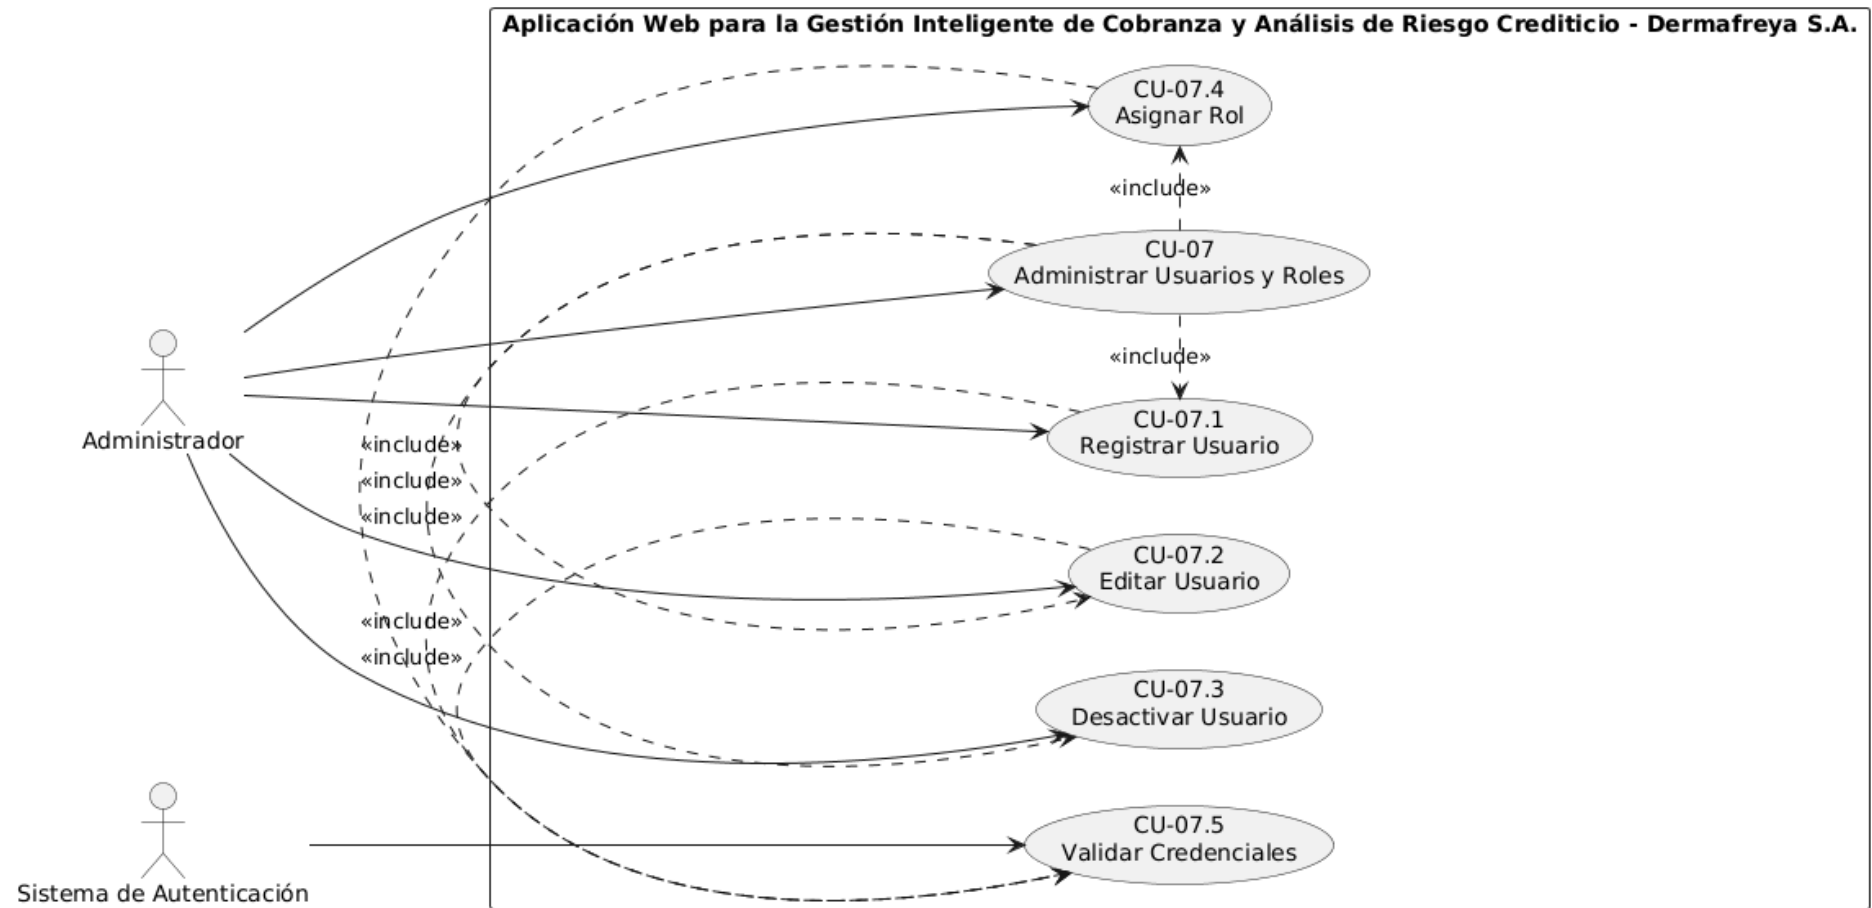 Aplicación Web para la Gestión Inteligente de Cobranza y Análisis de Riesgo Crediticio - Dermafreya S.A.
CU-07.4
Asignar Rol
«include»
CU-07
Administrar Usuarios y Roles
«include»
CU-07.1
Registrar Usuario
Administrador
«include»
«include»
«include»
CU-07.2
Editar Usuario
«include»
«include»
CU-07.3
Desactivar Usuario
CU-07.5
Validar Credenciales
Sistema de Autenticación